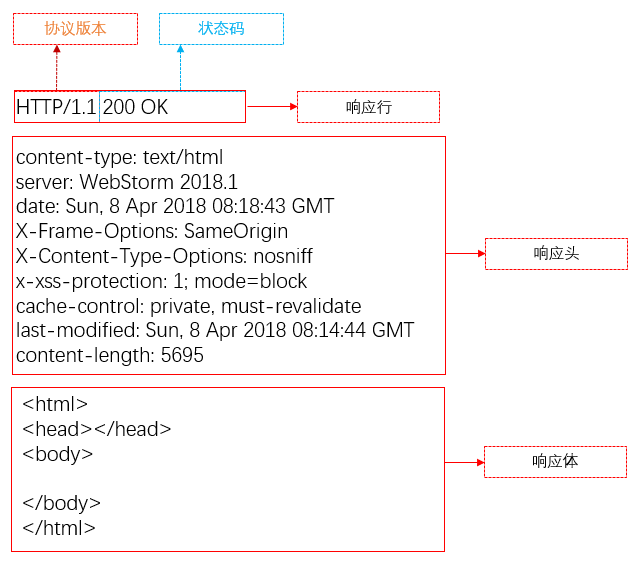 协议版本 状态码
HTTP/1.1 200 OK 响应行
content-type: text/html
server: WebStorm 2018.1
date: Sun, 8 Apr 2018 08:18:43 GMT
X-Frame-Options: SameOrigin
X-Content-Type-Options: nosniff
x-xss-protection: 1; mode=block
cache-control: private, must-revalidate
last-modified: Sun, 8 Apr 2018 08:14:44 GMT
content-length: 5695
响应头
<html>
<head></head>
<body>
</body>
</html>
响应体